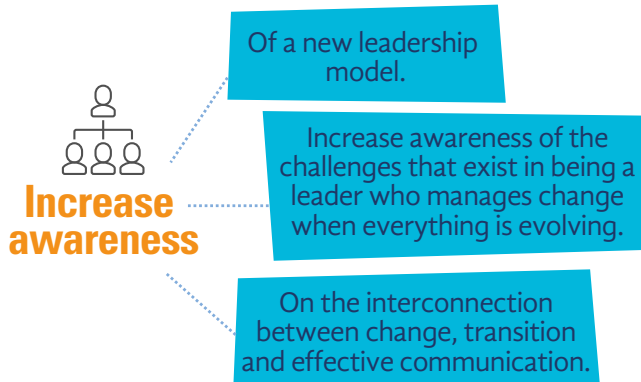 Increase
awareness
Of a new leadership
model.
Increase awareness of the
challenges that exist in being a
leader who manages change
when everything is evolving.
On the interconnection
between change, transition
and effective communication.